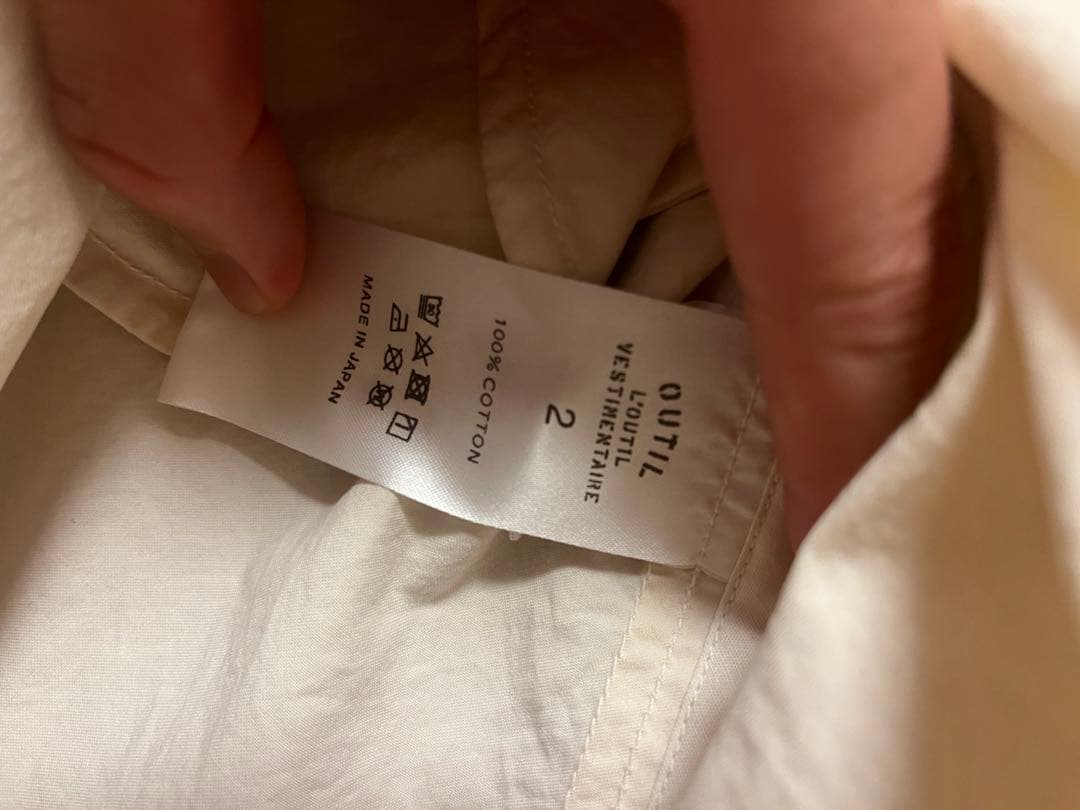 OUTIL
L'OUTIL
VESTIMENTAIRE
2
100% COTTON
MADE IN JAPAN